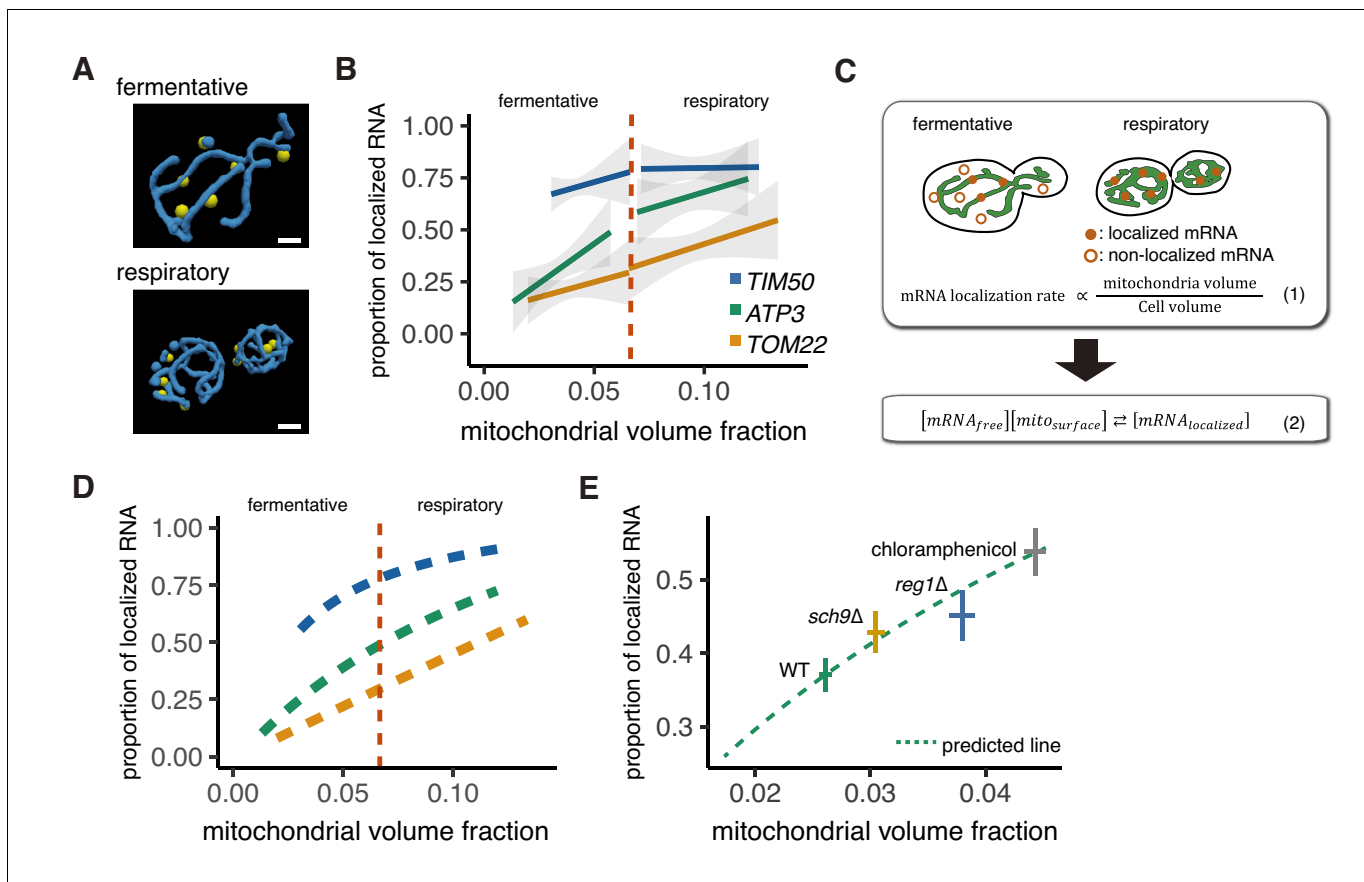 A
fermentative
respiratory
B
fermentative
respiratory
proportion of localized RNA
1.00
0.75
0.50
0.25
0.00
TIM50
ATP3
TOM22
0.00
0.05
0.10
mitochondrial volume fraction
C
fermentative
respiratory
: localized mRNA
: non-localized mRNA
mRNA localization rate ∝ mitochondria volume / Cell volume (1)
[mRNA_free][mito_surface] ⇄ [mRNA_localized] (2)
D
fermentative
respiratory
proportion of localized RNA
1.00
0.75
0.50
0.25
0.00
0.00
0.05
0.10
mitochondrial volume fraction
E
proportion of localized RNA
0.5
0.4
0.3
chloramphenicol
reg1Δ
sch9Δ
WT
predicted line
0.02
0.03
0.04
mitochondrial volume fraction